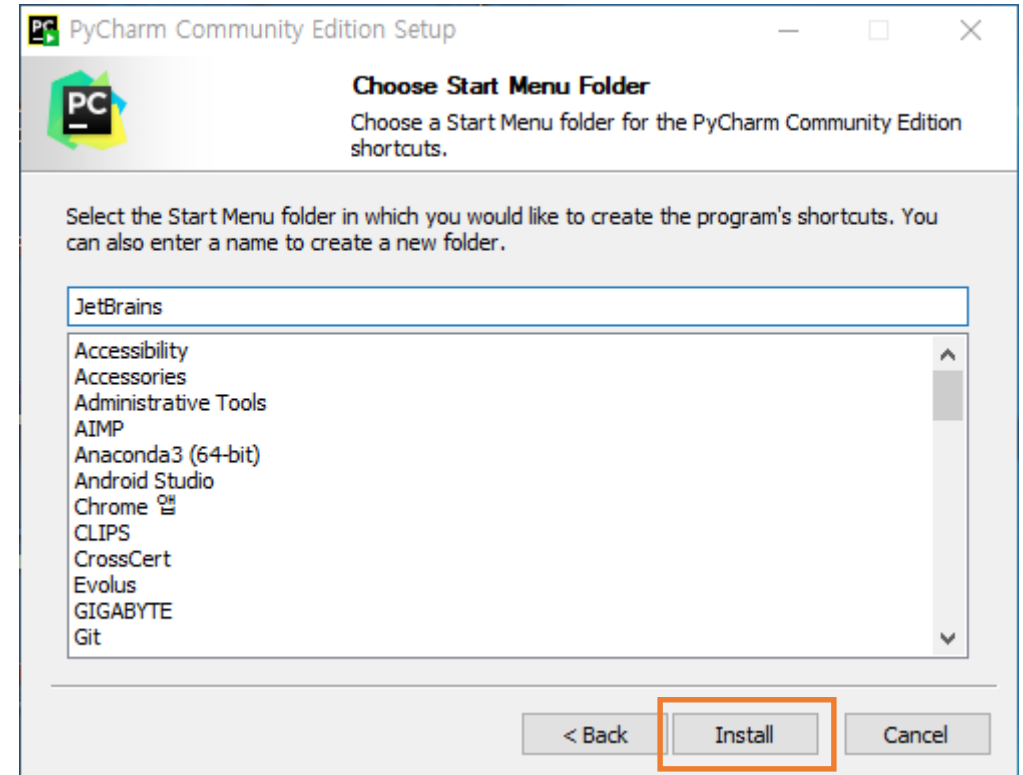 PyCharm Community Edition Setup
PC
Choose Start Menu Folder
Choose a Start Menu folder for the PyCharm Community Edition
shortcuts.
Select the Start Menu folder in which you would like to create the program's shortcuts. You
can also enter a name to create a new folder.
JetBrains
Accessibility
Accessories
Administrative Tools
AIMP
Anaconda3 (64-bit)
Android Studio
Chrome 앱
CLIPS
CrossCert
Evolus
GIGABYTE
Git
< Back Install Cancel